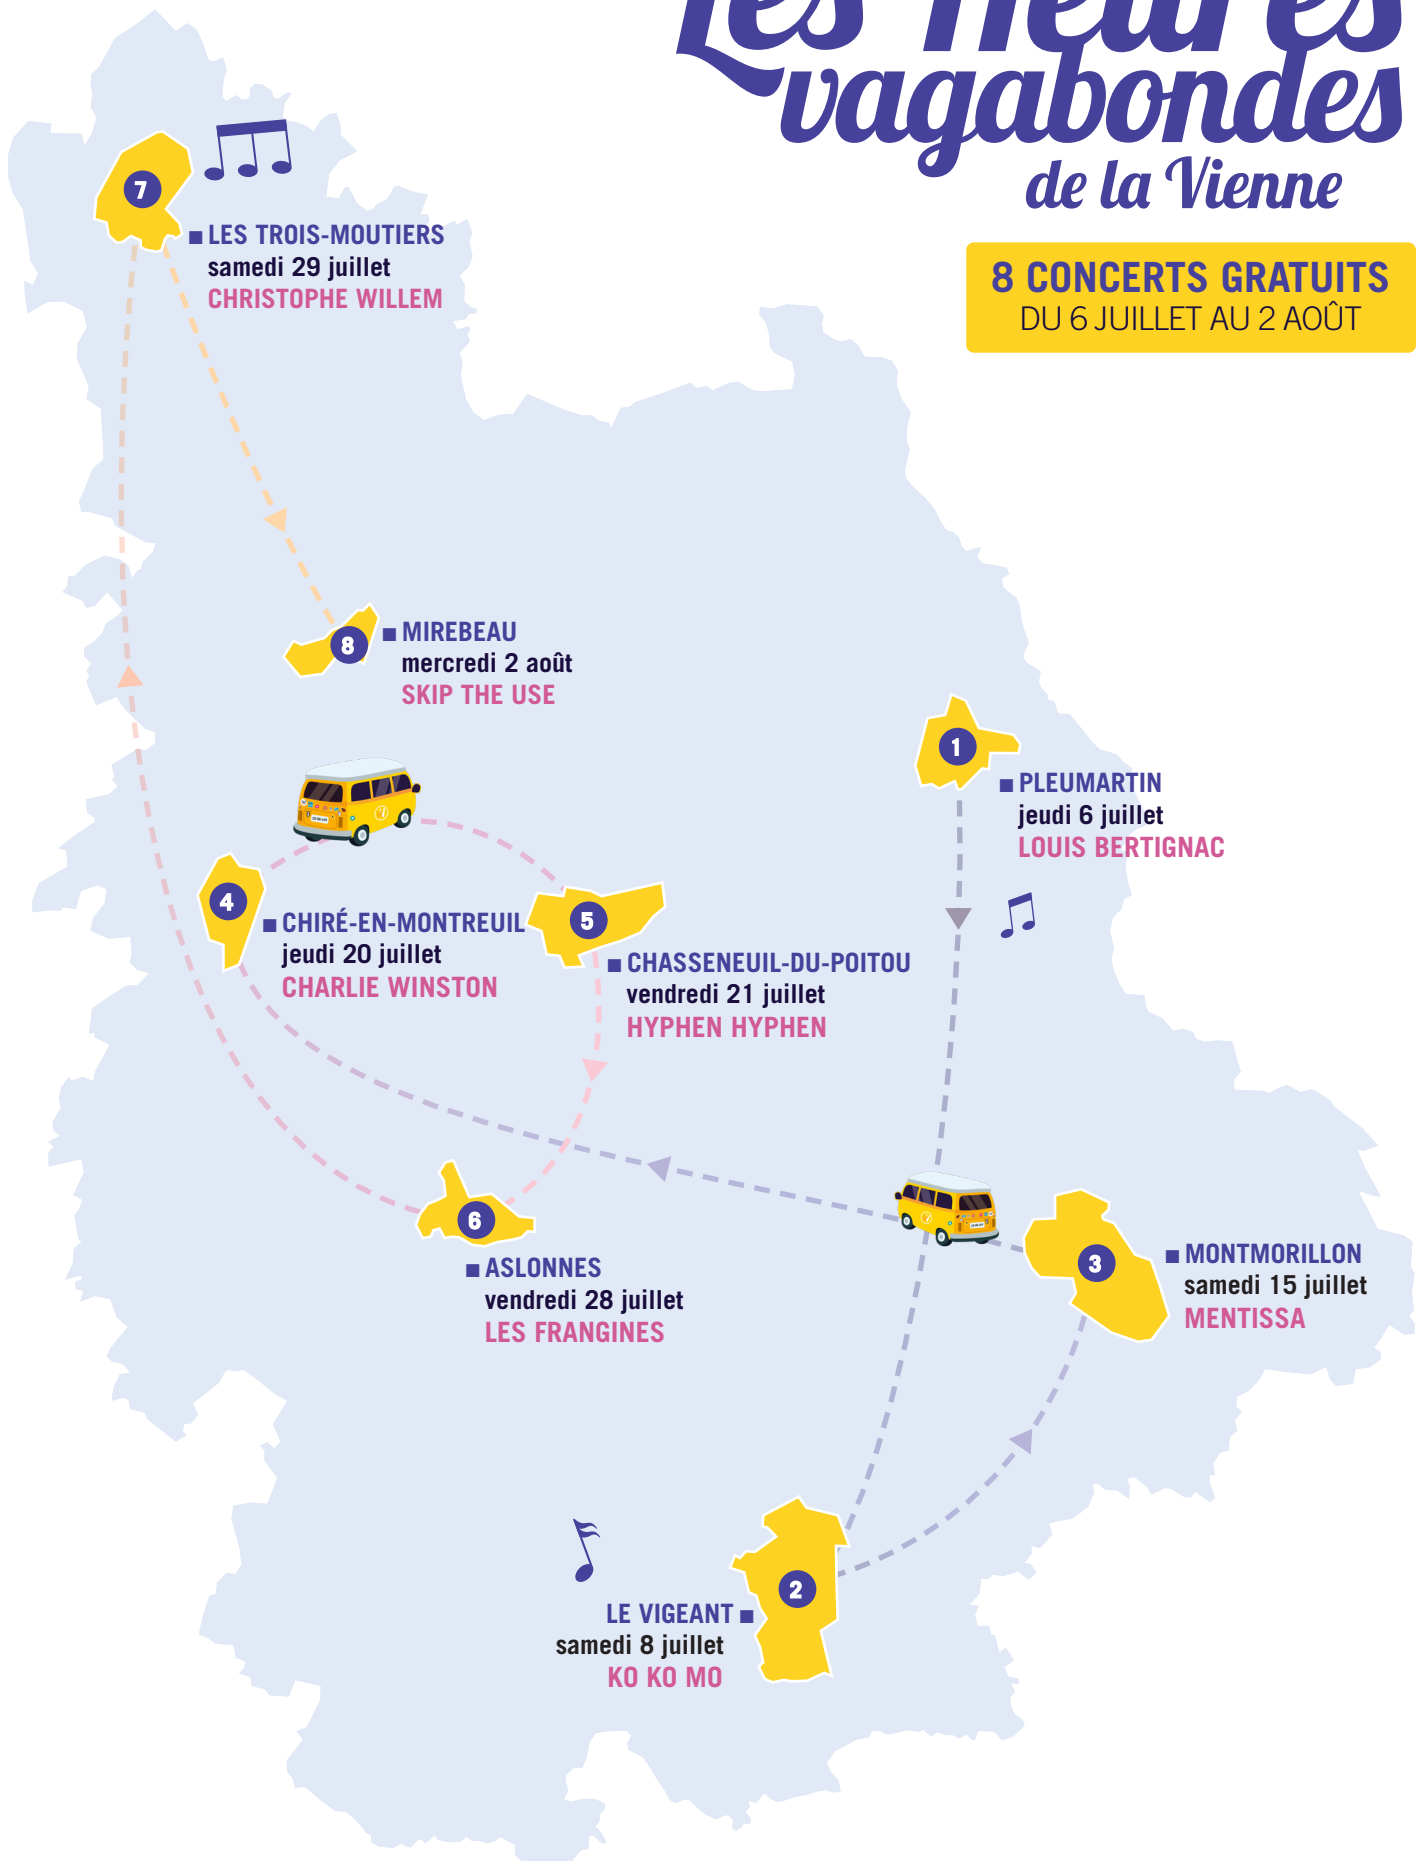 Les Heures
vagabondes
de la Vienne
8 CONCERTS GRATUITS
DU 6 JUILLET AU 2 AOÛT
7
■ LES TROIS-MOUTIERS
samedi 29 juillet
CHRISTOPHE WILLEM
8
■ MIREBEAU
mercredi 2 août
SKIP THE USE
1
■ PLEUMARTIN
jeudi 6 juillet
LOUIS BERTIGNAC
4
■ CHIRÉ-EN-MONTREUIL
jeudi 20 juillet
CHARLIE WINSTON
5
■ CHASSENEUIL-DU-POITOU
vendredi 21 juillet
HYPHEN HYPHEN
6
■ ASLONNES
vendredi 28 juillet
LES FRANGINES
3
■ MONTMORILLON
samedi 15 juillet
MENTISSA
2
LE VIGEANT ■
samedi 8 juillet
KO KO MO